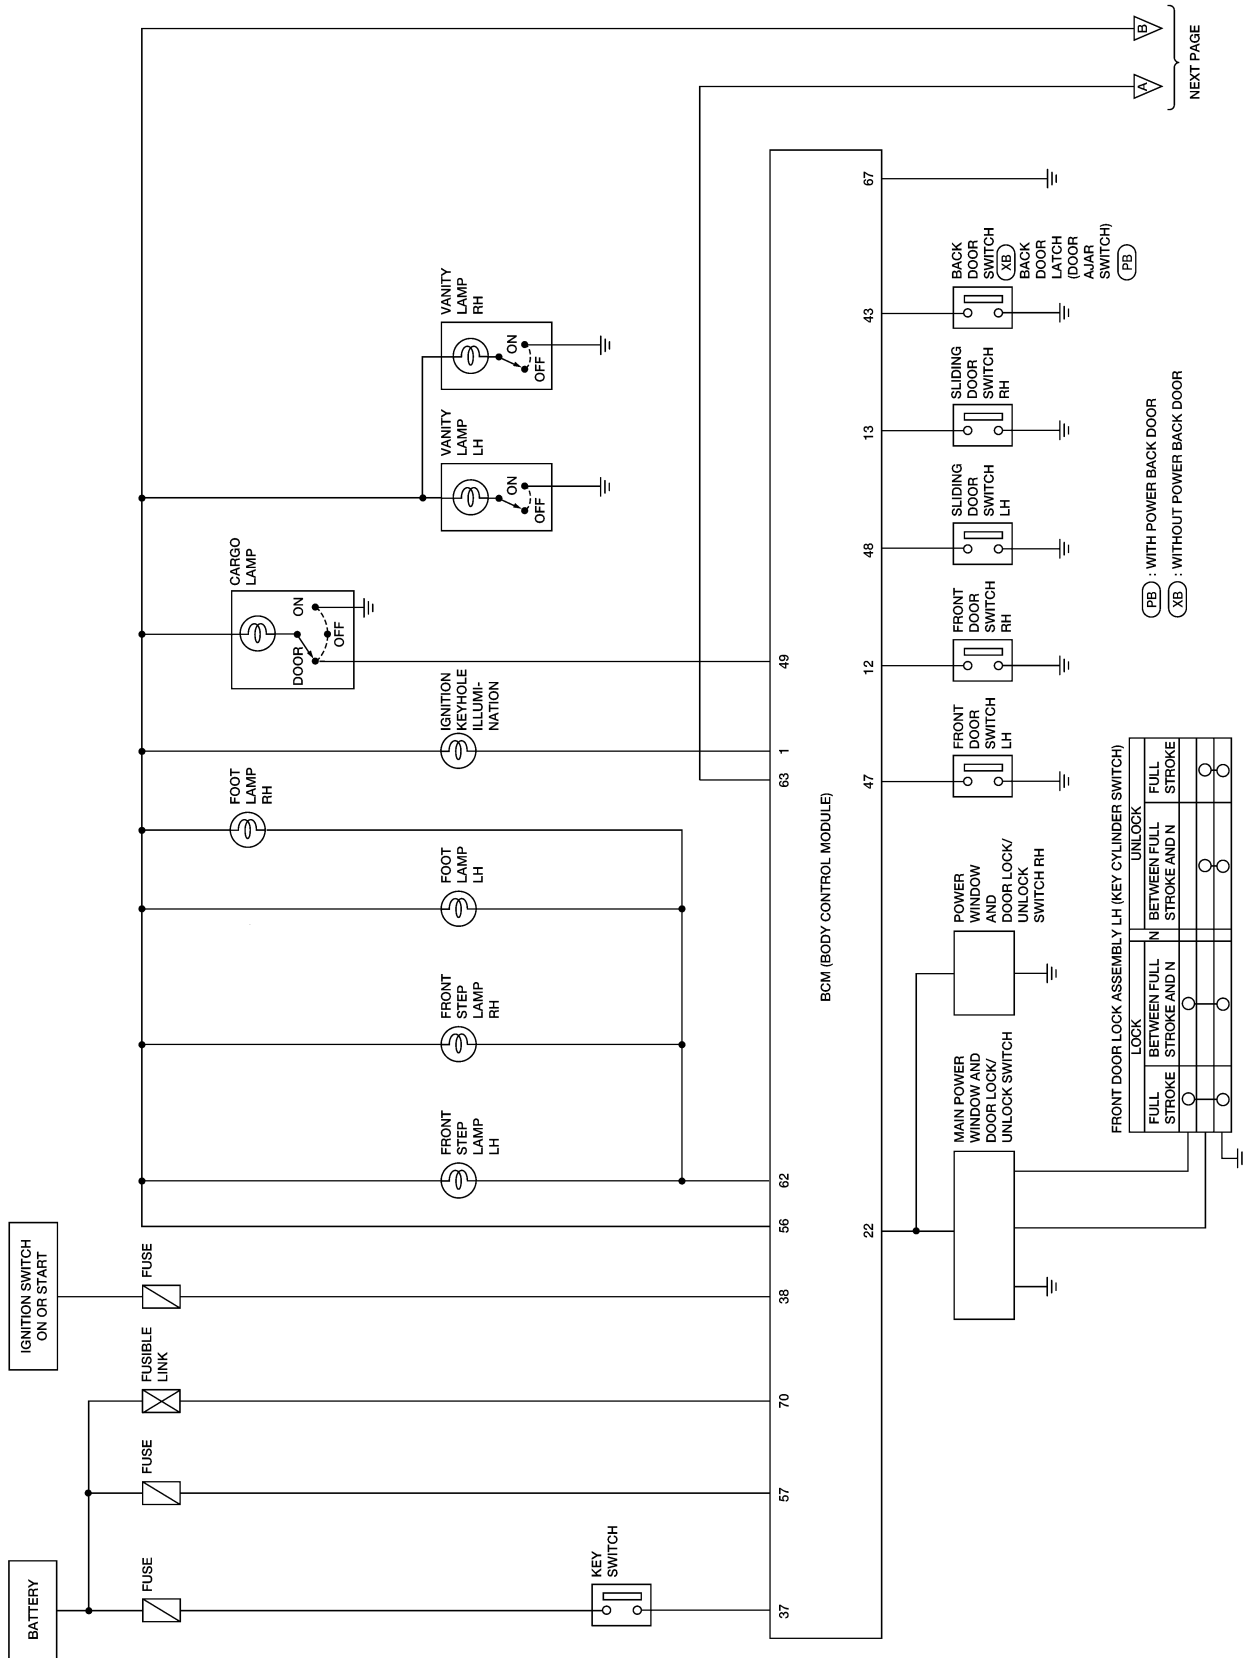 BATTERY
IGNITION SWITCH
ON OR START
FUSE
FUSE
FUSIBLE
LINK
FUSE
KEY
SWITCH
FRONT
STEP
LAMP
LH
FRONT
STEP
LAMP
RH
FOOT
LAMP
LH
FOOT
LAMP
RH
IGNITION
KEYHOLE
ILLUMI-
NATION
CARGO
LAMP
DOOR
OFF
ON
VANITY
LAMP
LH
OFF
ON
VANITY
LAMP
RH
OFF
ON
B
A
NEXT PAGE
37
57
70
38
56
62
63
1
49
BCM (BODY CONTROL MODULE)
22
47
12
48
13
43
67
MAIN POWER
WINDOW AND
DOOR LOCK/
UNLOCK SWITCH
POWER
WINDOW
AND
DOOR LOCK/
UNLOCK
SWITCH RH
FRONT
DOOR
SWITCH
LH
FRONT
DOOR
SWITCH
RH
SLIDING
DOOR
SWITCH
LH
SLIDING
DOOR
SWITCH
RH
BACK
DOOR
SWITCH
XB
BACK
DOOR
LATCH
(DOOR
AJAR
SWITCH)
PB
FRONT DOOR LOCK ASSEMBLY LH (KEY CYLINDER SWITCH)
LOCK
N
UNLOCK
FULL
STROKE
BETWEEN FULL
STROKE AND N
BETWEEN FULL
STROKE AND N
FULL
STROKE
PB : WITH POWER BACK DOOR
XB : WITHOUT POWER BACK DOOR